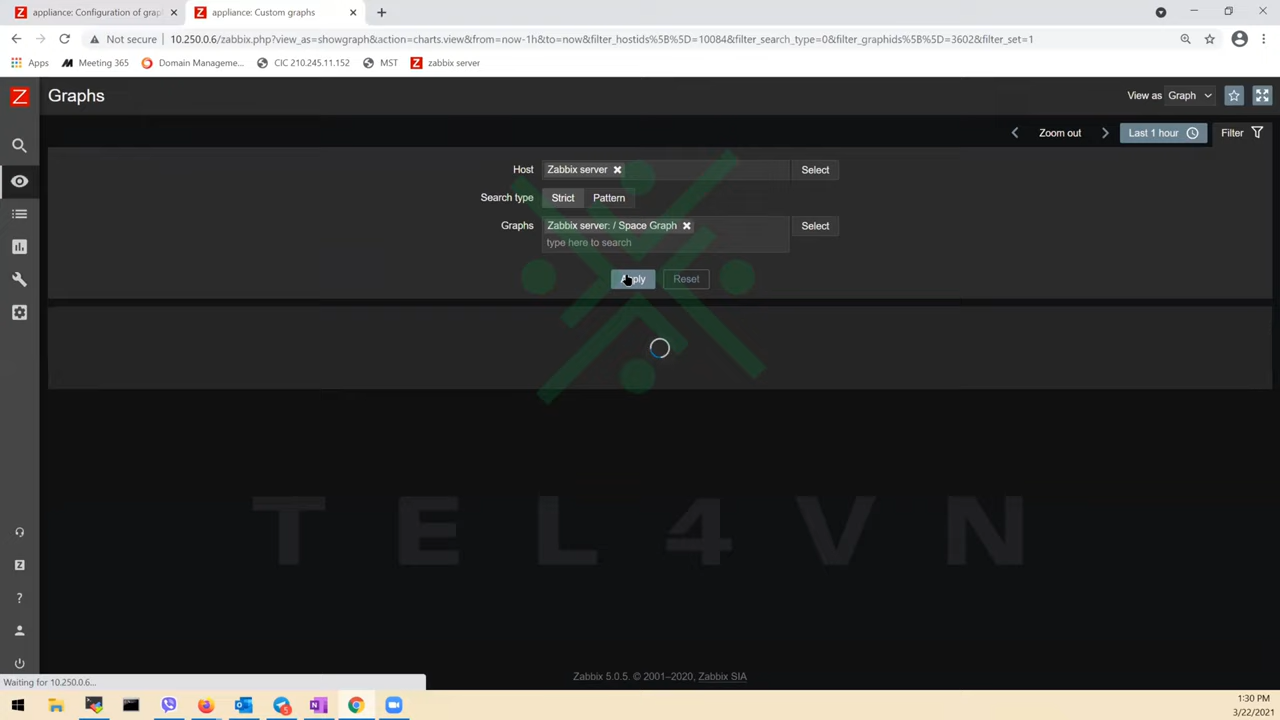 appliance: Configuration of grap
appliance: Custom graphs
Not secure
10.250.0.6/zabbix.php?view_as=showgraph&action=charts.view&from=now-1h&to=now&filter_hostids%5B%5D=10084&filter_search_type=0&filter_graphids%5B%5D=3602&filter_set=1
Apps
Meeting 365
Domain Manageme...
CIC 210.245.11.152
MST
zabbix server
Z
Graphs
View as Graph
Zoom out
Last 1 hour
Filter
Host Zabbix server Select
Search type Strict Pattern
Graphs Zabbix server: / Space Graph Select
type here to search
Apply Reset
TEL4VN
Zabbix 5.0.5. © 2001–2020, Zabbix SIA
Waiting for 10.250.0.6...
1:30 PM
3/22/2021